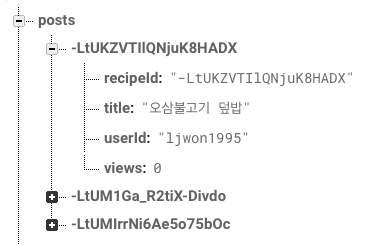 posts
-LtUKZVTIlQNjuK8HADX
recipeId: "-LtUKZVTIlQNjuK8HADX"
title: "오삼불고기 덮밥"
userId: "ljwon1995"
views: 0
-LtUM1Ga_R2tiX-Divdo
-LtUMIrrNi6Ae5o75bOc